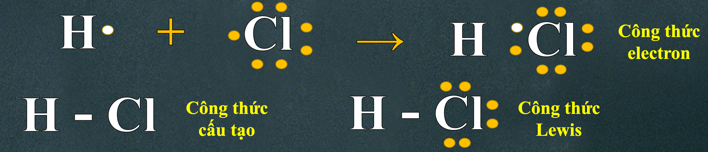 H + Cl → H Cl
Công thức
electron
H - Cl
Công thức
cấu tạo
H - Cl
Công thức
Lewis